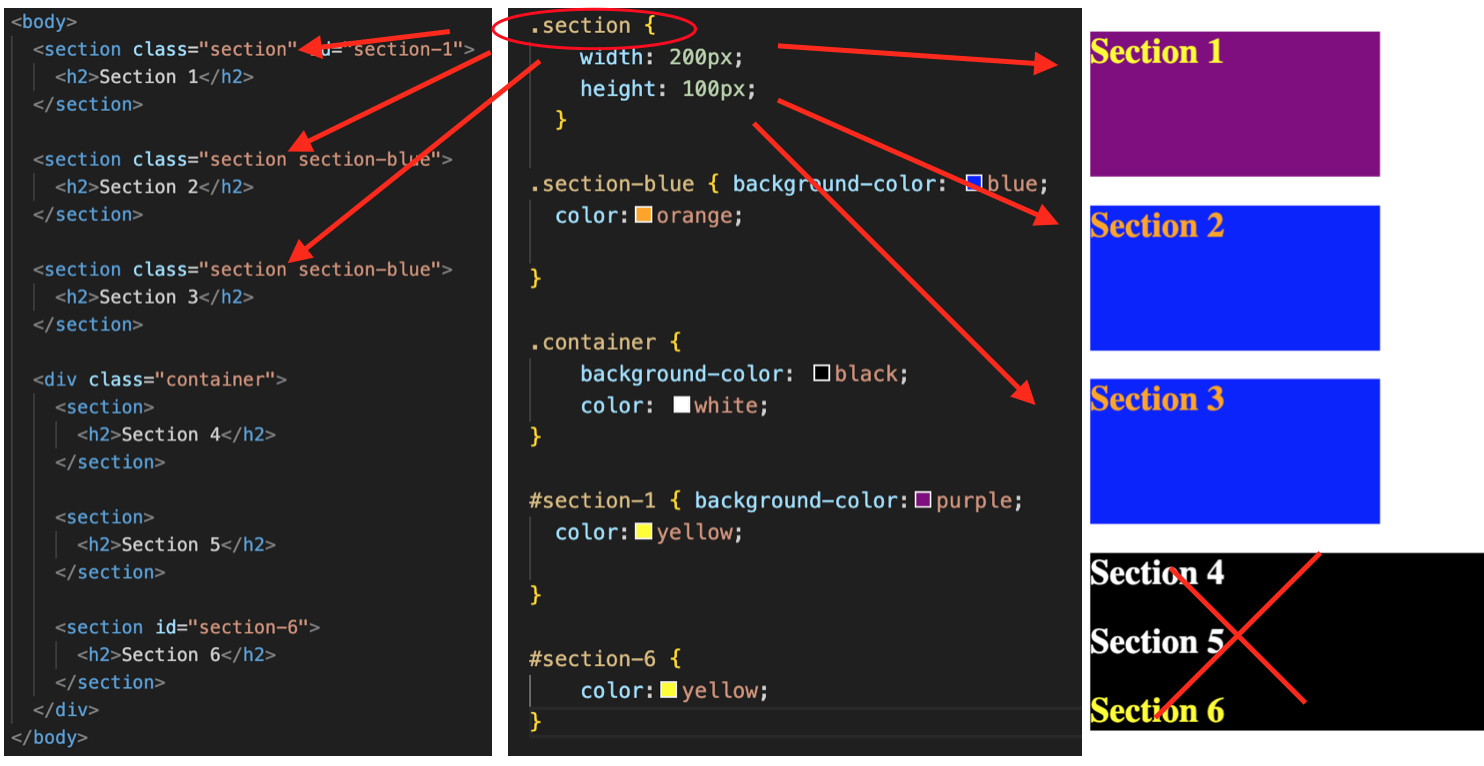 <body>
<section class="section" id="section-1">
<h2>Section 1</h2>
</section>
<section class="section section-blue">
<h2>Section 2</h2>
</section>
<section class="section section-blue">
<h2>Section 3</h2>
</section>
<div class="container">
<section>
<h2>Section 4</h2>
</section>
<section>
<h2>Section 5</h2>
</section>
<section id="section-6">
<h2>Section 6</h2>
</section>
</div>
</body>
.section {
width: 200px;
height: 100px;
}
.section-blue { background-color: blue;
color: orange;
}
.container {
background-color: black;
color: white;
}
#section-1 { background-color: purple;
color: yellow;
}
#section-6 {
color: yellow;
}
Section 1
Section 2
Section 3
Section 4
Section 5
Section 6